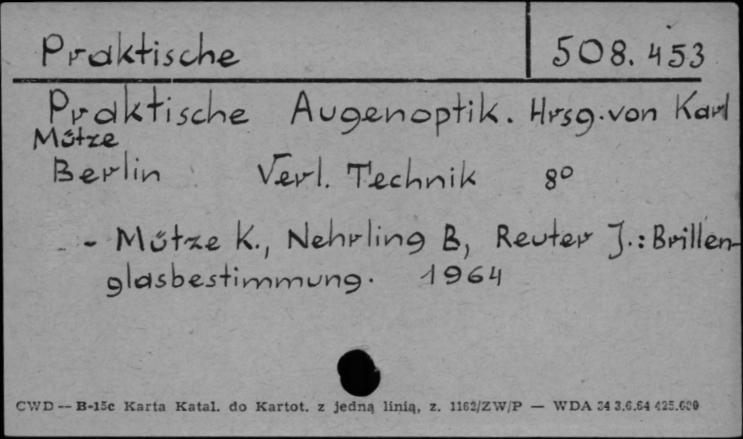 Praktische
508.453
Praktische Augenoptik. Hrsg. von Karl
Mütze
Berlin Verl. Technik 8°
- Mütze K., Nehrling B, Reuter J.: Brillen-
glasbestimmung. 1964
CWD — B-15c Karta Katal. do Kartot. z jedną linią, z. 1162/ZW/P — WDA 34 3.6.64 425.600